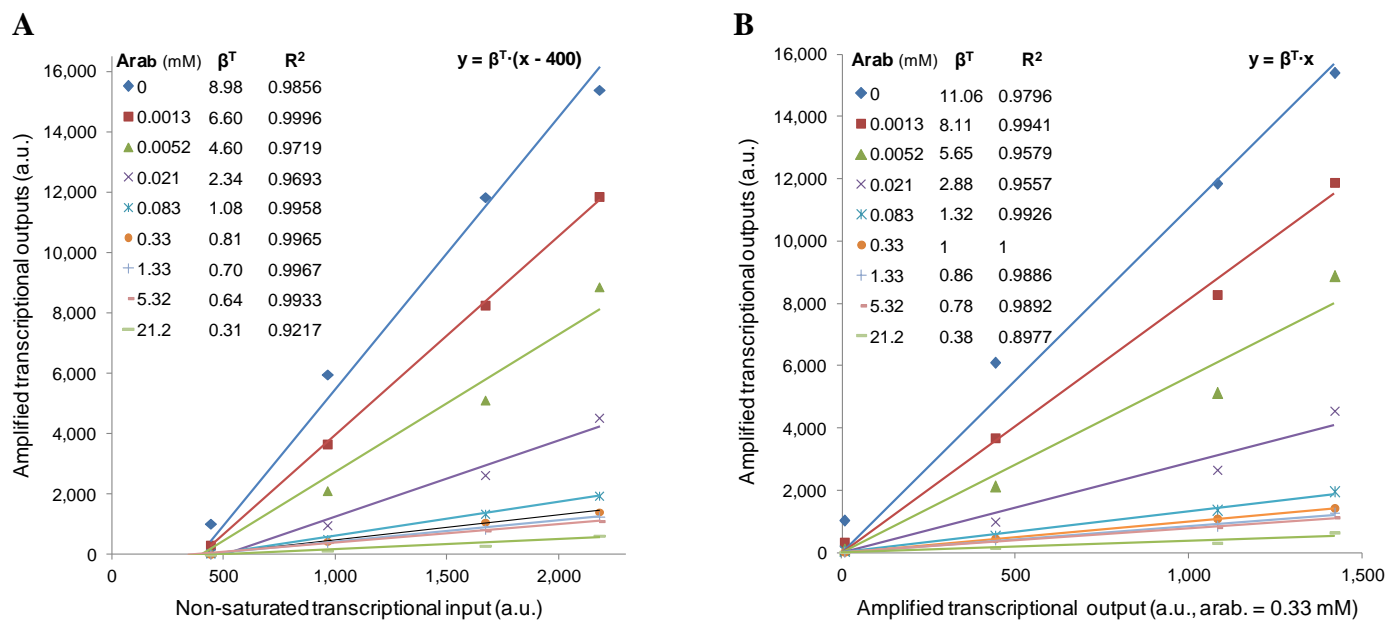 A
Arab (mM) βᵀ R²
y = βᵀ·(x - 400)
0 8.98 0.9856
0.0013 6.60 0.9996
0.0052 4.60 0.9719
0.021 2.34 0.9693
0.083 1.08 0.9958
0.33 0.81 0.9965
1.33 0.70 0.9967
5.32 0.64 0.9933
21.2 0.31 0.9217
Amplified transcriptional outputs (a.u.)
16,000
14,000
12,000
10,000
8,000
6,000
4,000
2,000
0
0 500 1,000 1,500 2,000
Non-saturated transcriptional input (a.u.)
B
Arab (mM) βᵀ R²
y = βᵀ·x
0 11.06 0.9796
0.0013 8.11 0.9941
0.0052 5.65 0.9579
0.021 2.88 0.9557
0.083 1.32 0.9926
0.33 1 1
1.33 0.86 0.9886
5.32 0.78 0.9892
21.2 0.38 0.8977
Amplified transcriptional outputs (a.u.)
16,000
14,000
12,000
10,000
8,000
6,000
4,000
2,000
0
0 500 1,000 1,500
Amplified transcriptional output (a.u., arab. = 0.33 mM)